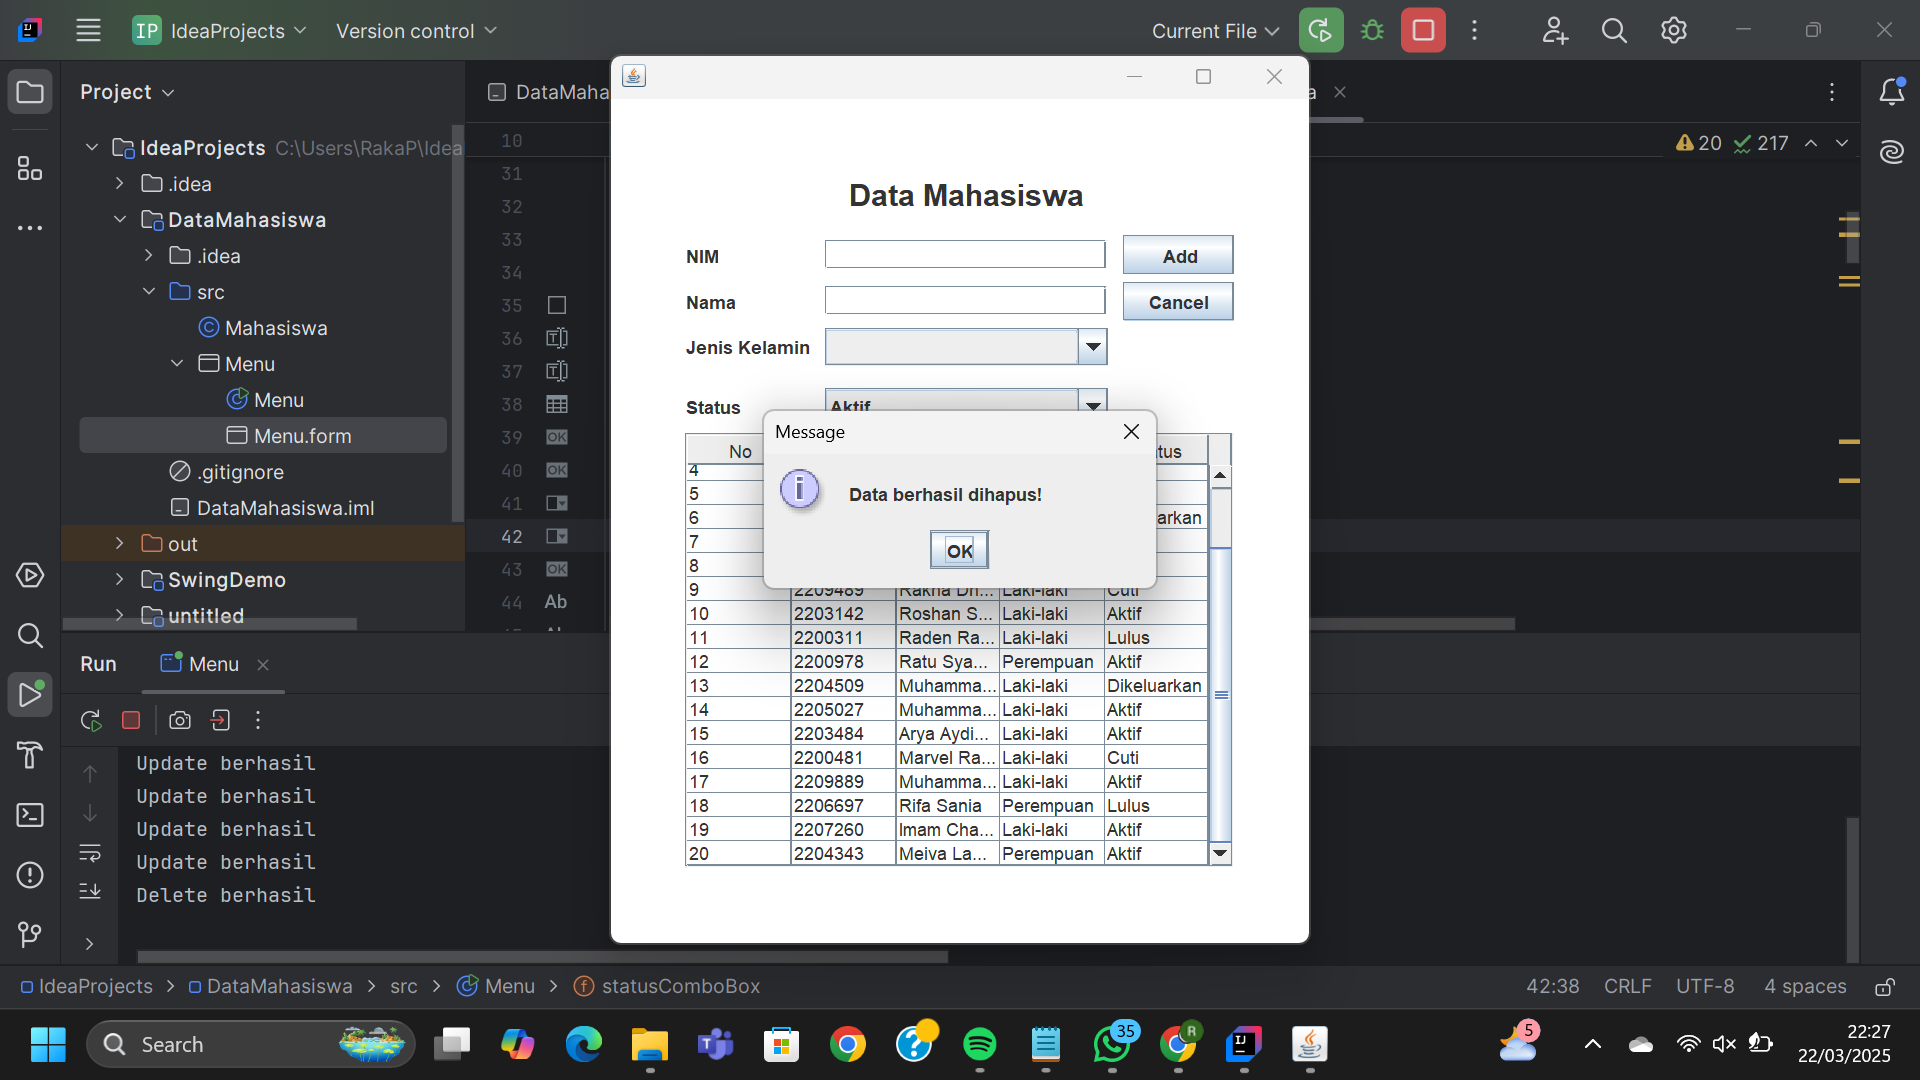 IP IdeaProjects Version control Current File
Project DataMaha a
20 217
IdeaProjects C:\Users\RakaP\Idea
.idea
DataMahasiswa
.idea
src
Mahasiswa
Menu
Menu
Menu.form
.gitignore
DataMahasiswa.iml
out
SwingDemo
untitled
10
31
32
33
34
35
36
37
38
39 OK
40 OK
41
42
43 OK
44 Ab
Data Mahasiswa
NIM Add
Nama Cancel
Jenis Kelamin
Status Aktif
Message
Data berhasil dihapus!
OK
No tus
4
5
6 arkan
7
8
9 2209489 Rakha Dh... Laki-laki Cuti
10 2203142 Roshan S... Laki-laki Aktif
11 2200311 Raden Ra... Laki-laki Lulus
12 2200978 Ratu Sya... Perempuan Aktif
13 2204509 Muhamma... Laki-laki Dikeluarkan
14 2205027 Muhamma... Laki-laki Aktif
15 2203484 Arya Aydi... Laki-laki Aktif
16 2200481 Marvel Ra... Laki-laki Cuti
17 2209889 Muhamma... Laki-laki Aktif
18 2206697 Rifa Sania Perempuan Lulus
19 2207260 Imam Cha... Laki-laki Aktif
20 2204343 Meiva La... Perempuan Aktif
Run Menu
Update berhasil
Update berhasil
Update berhasil
Update berhasil
Delete berhasil
IdeaProjects > DataMahasiswa > src > Menu > statusComboBox 42:38 CRLF UTF-8 4 spaces
Search 35 R 5 22:27
22/03/2025